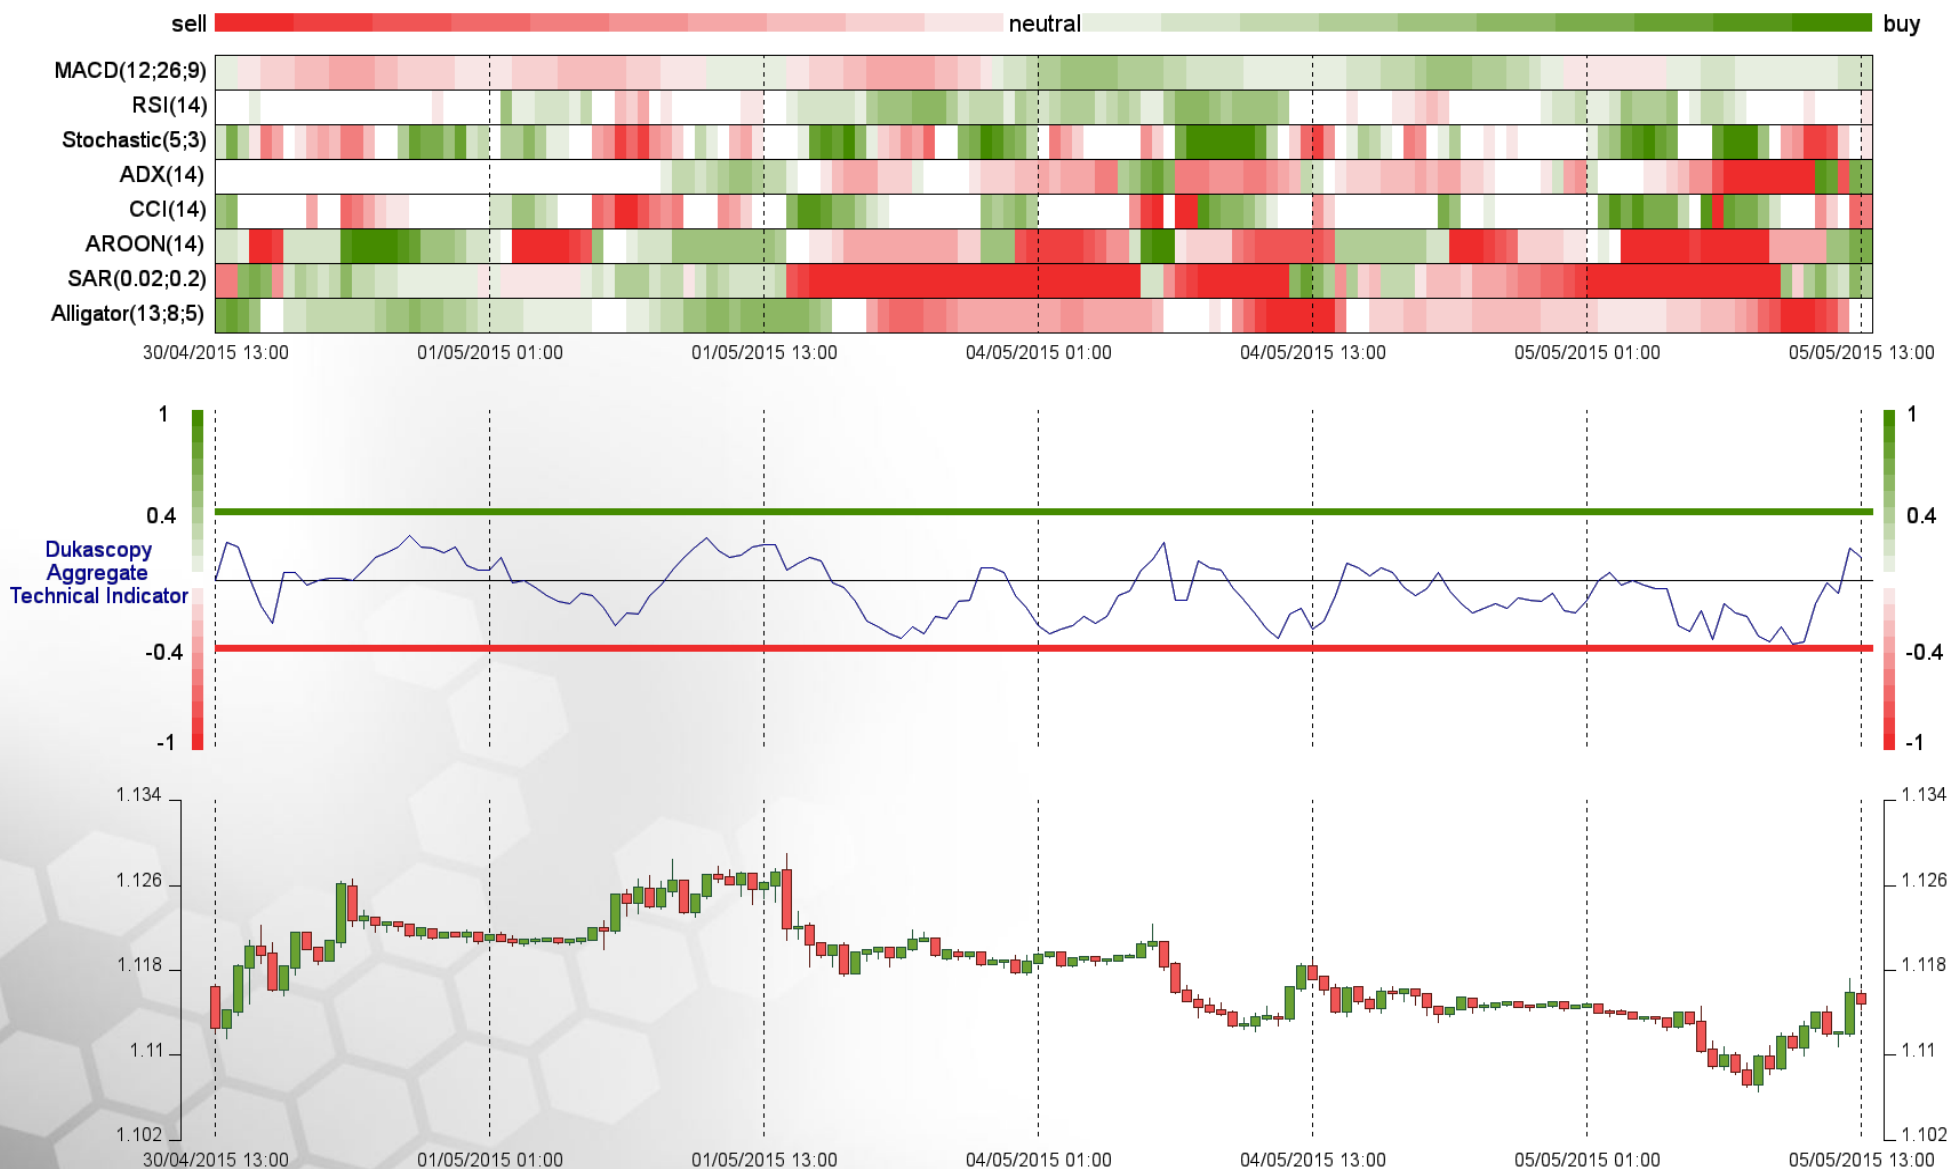 sell neutral buy
MACD(12;26;9)
RSI(14)
Stochastic(5;3)
ADX(14)
CCI(14)
AROON(14)
SAR(0.02;0.2)
Alligator(13;8;5)
30/04/2015 13:00 01/05/2015 01:00 01/05/2015 13:00 04/05/2015 01:00 04/05/2015 13:00 05/05/2015 01:00 05/05/2015 13:00
1 1
0.4 0.4
Dukascopy
Aggregate
Technical Indicator
-0.4 -0.4
-1 -1
1.134 1.134
1.126 1.126
1.118 1.118
1.11 1.11
1.102 1.102
30/04/2015 13:00 01/05/2015 01:00 01/05/2015 13:00 04/05/2015 01:00 04/05/2015 13:00 05/05/2015 01:00 05/05/2015 13:00